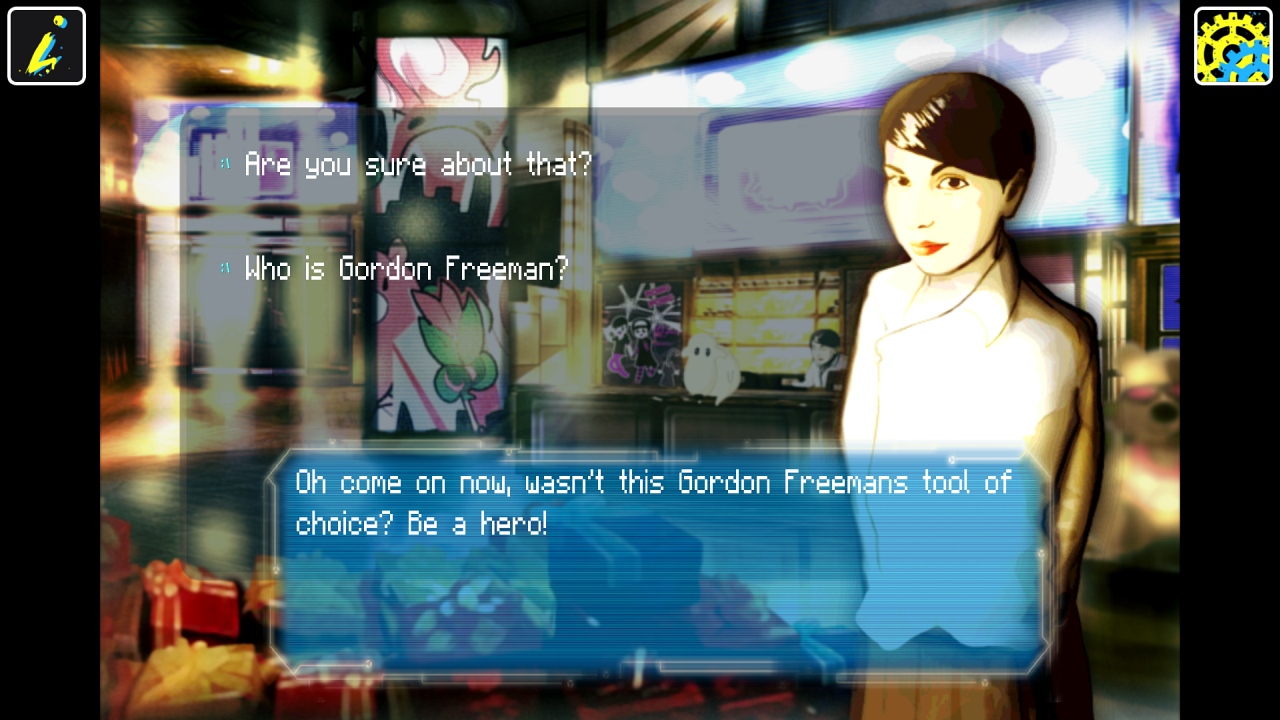 Are you sure about that?
Who is Gordon Freeman?
Oh come on now, wasn't this Gordon Freemans tool of
choice? Be a hero!